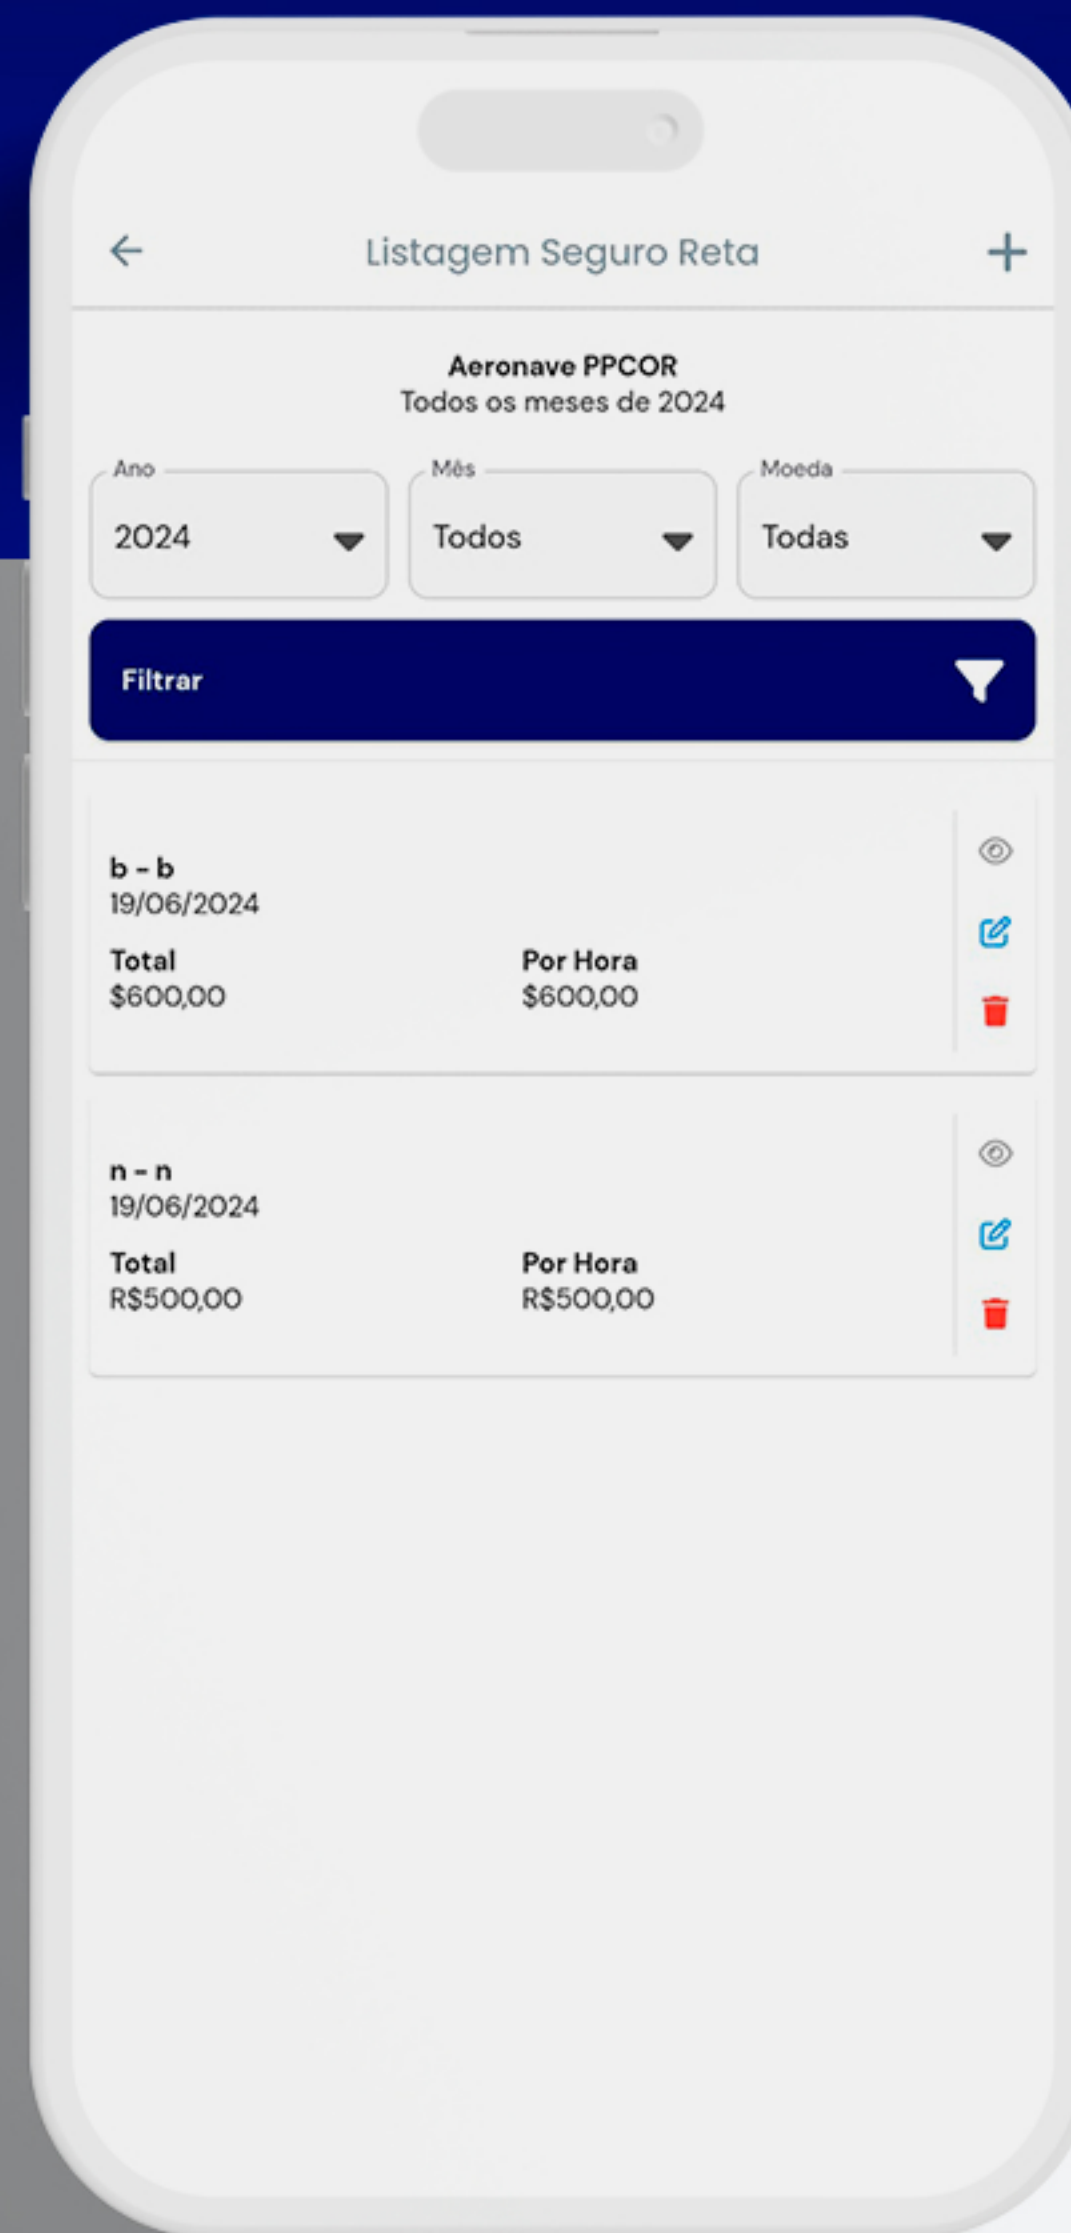 Listagem Seguro Reta
Aeronave PPCOR
Todos os meses de 2024
Ano
Mês
Moeda
2024
Todos
Todas
Filtrar
b - b
19/06/2024
Total
Por Hora
$600,00
$600,00
n - n
19/06/2024
Total
Por Hora
R$500,00
R$500,00